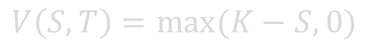 V(S,T) = max(K − S, 0)